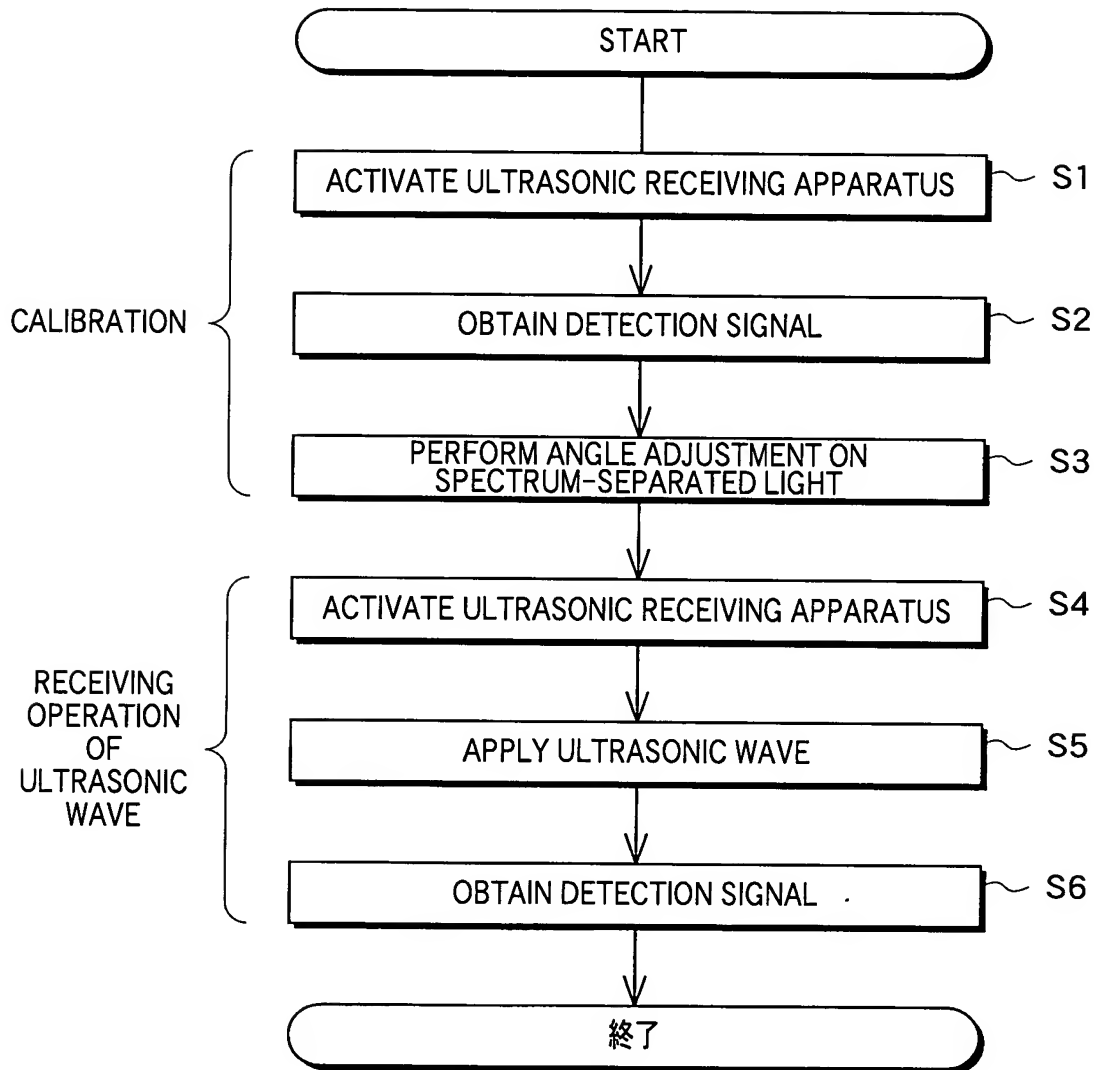 START
ACTIVATE ULTRASONIC RECEIVING APPARATUS
S1
CALIBRATION
OBTAIN DETECTION SIGNAL
S2
PERFORM ANGLE ADJUSTMENT ON
SPECTRUM-SEPARATED LIGHT
S3
ACTIVATE ULTRASONIC RECEIVING APPARATUS
S4
RECEIVING
OPERATION
OF
ULTRASONIC
WAVE
APPLY ULTRASONIC WAVE
S5
OBTAIN DETECTION SIGNAL
S6
終了